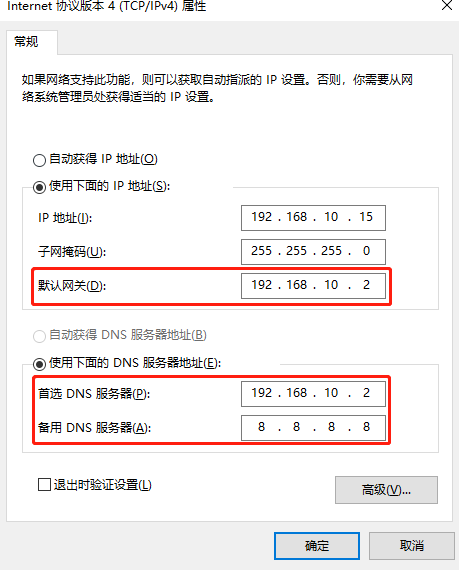 Internet 协议版本 4 (TCP/IPv4) 属性
常规
如果网络支持此功能，则可以获取自动指派的 IP 设置。否则，你需要从网
络系统管理员处获得适当的 IP 设置。
自动获得 IP 地址(O)
使用下面的 IP 地址(S):
IP 地址(I): 192 . 168 . 10 . 15
子网掩码(U): 255 . 255 . 255 . 0
默认网关(D): 192 . 168 . 10 . 2
自动获得 DNS 服务器地址(B)
使用下面的 DNS 服务器地址(E):
首选 DNS 服务器(P): 192 . 168 . 10 . 2
备用 DNS 服务器(A): 8 . 8 . 8 . 8
退出时验证设置(L)
高级(V)...
确定 取消